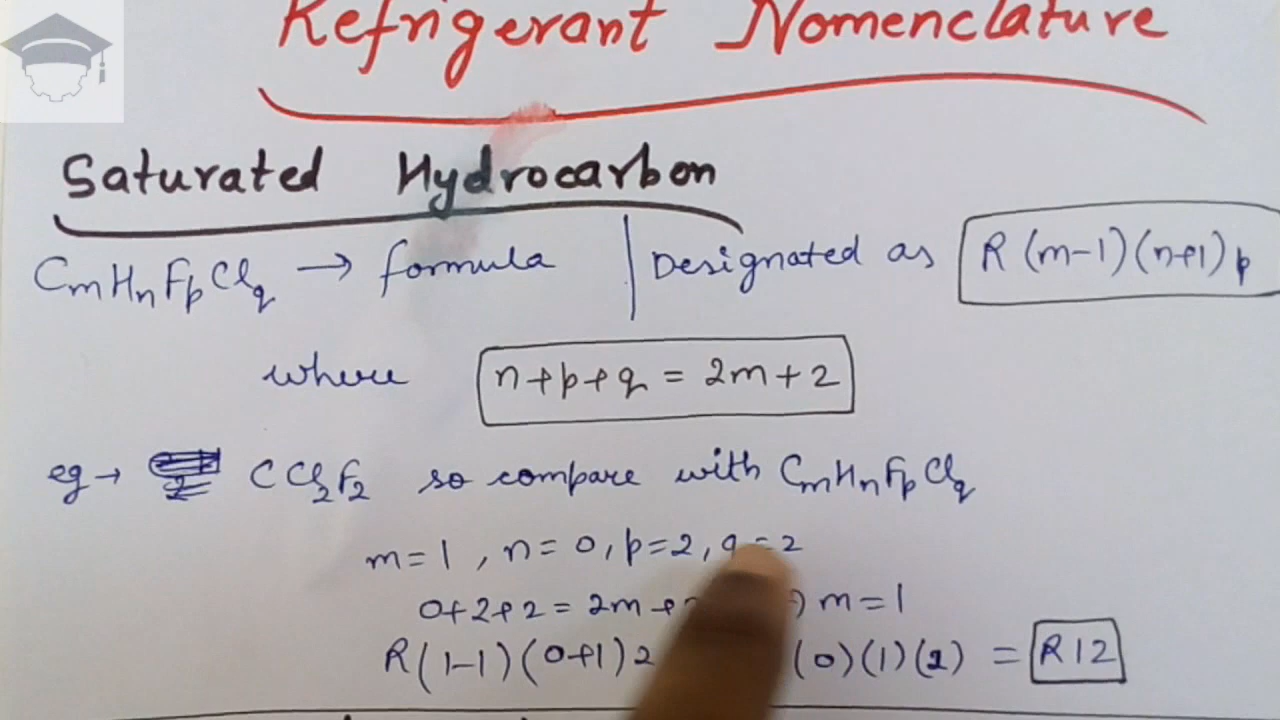 Refrigerant Nomenclature
Saturated Hydrocarbon
CmHnFpClq → formula | Designated as R (m-1)(n+1)p
where n+p+q = 2m+2
eg → CCl2F2 so compare with CmHnFpClq
m=1, n=0, p=2, q=2
0+2+2 = 2m+ m=1
R(1-1)(0+1)2 (0)(1)(2) = R12